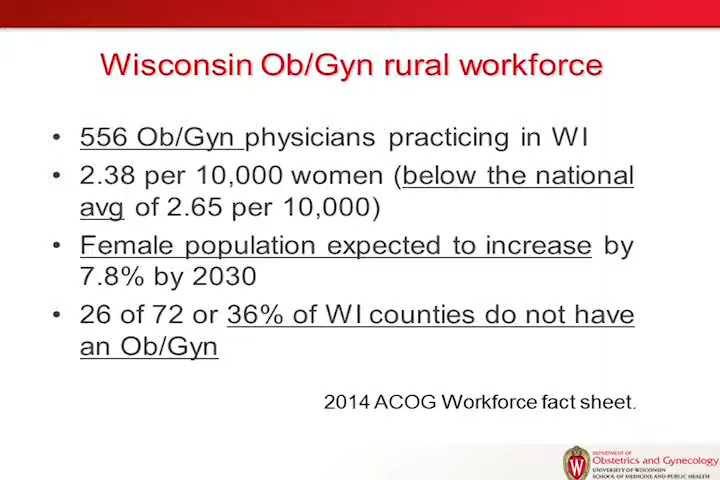 Wisconsin Ob/Gyn rural workforce
• 556 Ob/Gyn physicians practicing in WI
• 2.38 per 10,000 women (below the national
avg of 2.65 per 10,000)
• Female population expected to increase by
7.8% by 2030
• 26 of 72 or 36% of WI counties do not have
an Ob/Gyn
2014 ACOG Workforce fact sheet.
DEPARTMENT OF
Obstetrics and Gynecology
UNIVERSITY OF WISCONSIN
SCHOOL OF MEDICINE AND PUBLIC HEALTH